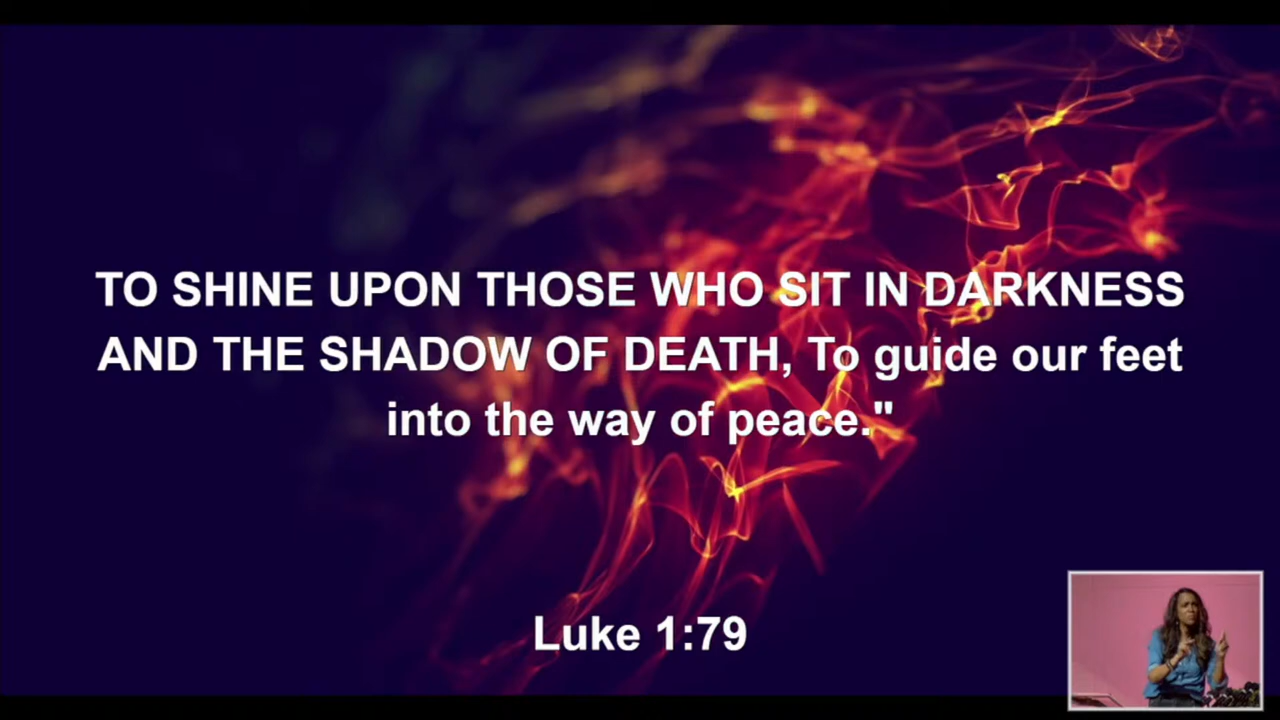 TO SHINE UPON THOSE WHO SIT IN DARKNESS
AND THE SHADOW OF DEATH, To guide our feet
into the way of peace."
Luke 1:79